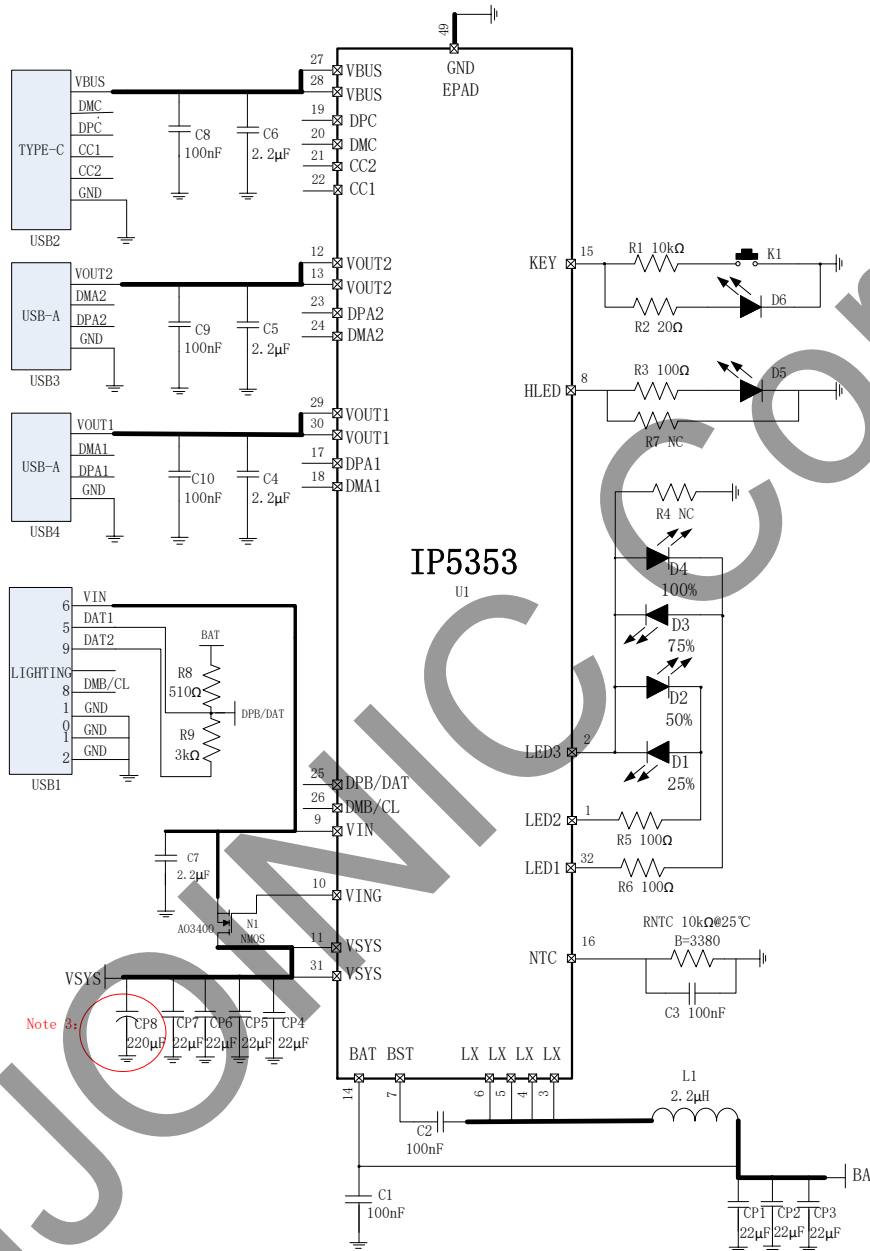 49
GND
EPAD
27
VBUS
28
VBUS
19
DPC
20
DMC
21
CC2
22
CC1
TYPE-C
VBUS
DMC
DPC
CC1
CC2
GND
USB2
C8
100nF
C6
2.2μF
12
VOUT2
13
VOUT2
23
DPA2
24
DMA2
USB-A
VOUT2
DMA2
DPA2
GND
USB3
C9
100nF
C5
2.2μF
29
VOUT1
30
VOUT1
17
DPA1
18
DMA1
USB-A
VOUT1
DMA1
DPA1
GND
USB4
C10
100nF
C4
2.2μF
KEY
15
R1 10kΩ
K1
R2 20Ω
D6
HLED
8
R3 100Ω
D5
R7 NC
R4 NC
D4
100%
D3
75%
D2
50%
D1
25%
LED3
2
LED2
1
R5 100Ω
LED1
32
R6 100Ω
IP5353
U1
LIGHTING
6
VIN
5
DAT1
9
DAT2
8
DMB/CL
1
GND
0
1
GND
2
GND
USB1
BAT
R8
510Ω
DPB/DAT
R9
3kΩ
25
DPB/DAT
26
DMB/CL
9
VIN
C7
2.2μF
10
VING
AO3400
N1
NMOS
11
VSYS
31
VSYS
VSYS
Note 3:
CP8
220μF
CP7
22μF
CP6
22μF
CP5
22μF
CP4
22μF
NTC
16
RNTC 10kΩ@25℃
B=3380
C3 100nF
BAT BST LX LX LX LX
14
7
6
5
4
3
C2
100nF
L1
2.2μH
C1
100nF
CP1
22μF
CP2
22μF
CP3
22μF